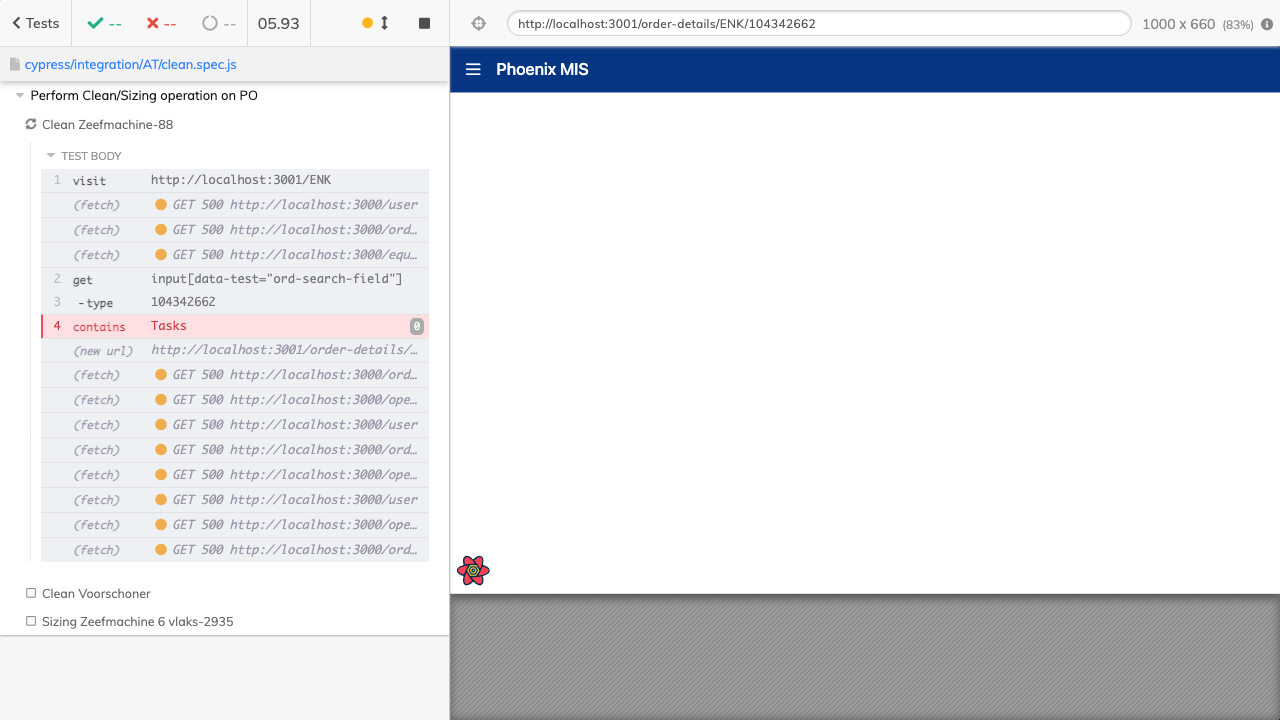 Tests -- -- -- 05.93
http://localhost:3001/order-details/ENK/104342662 1000 x 660 (83%)
cypress/integration/AT/clean.spec.js
Phoenix MIS
Perform Clean/Sizing operation on PO
Clean Zeefmachine-88
TEST BODY
1 visit http://localhost:3001/ENK
(fetch) GET 500 http://localhost:3000/user
(fetch) GET 500 http://localhost:3000/ord…
(fetch) GET 500 http://localhost:3000/equ…
2 get input[data-test="ord-search-field"]
3 -type 104342662
4 contains Tasks 0
(new url) http://localhost:3001/order-details/…
(fetch) GET 500 http://localhost:3000/ord…
(fetch) GET 500 http://localhost:3000/ope…
(fetch) GET 500 http://localhost:3000/user
(fetch) GET 500 http://localhost:3000/ord…
(fetch) GET 500 http://localhost:3000/ope…
(fetch) GET 500 http://localhost:3000/user
(fetch) GET 500 http://localhost:3000/ope…
(fetch) GET 500 http://localhost:3000/ord…
Clean Voorschoner
Sizing Zeefmachine 6 vlaks-2935